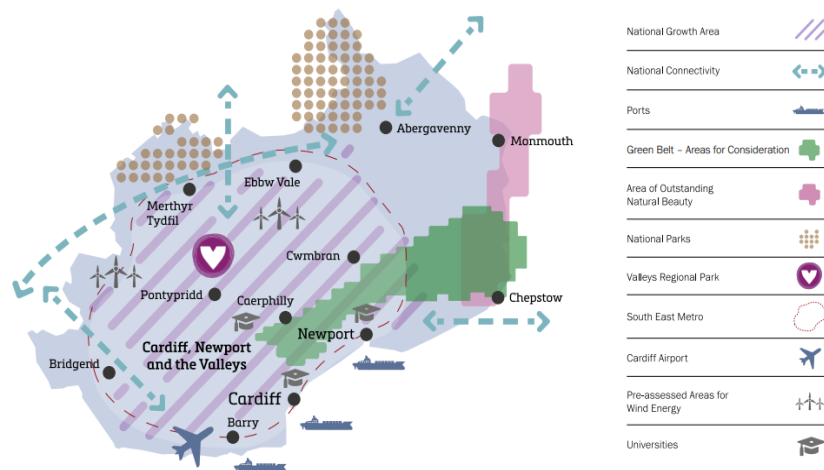 Abergavenny
Monmouth
Ebbw Vale
Merthyr
Tydfil
Cwmbran
Pontypridd
Caerphilly
Chepstow
Newport
Cardiff, Newport
and the Valleys
Bridgend
Cardiff
Barry
National Growth Area
National Connectivity
Ports
Green Belt – Areas for Consideration
Area of Outstanding
Natural Beauty
National Parks
Valleys Regional Park
South East Metro
Cardiff Airport
Pre-assessed Areas for
Wind Energy
Universities